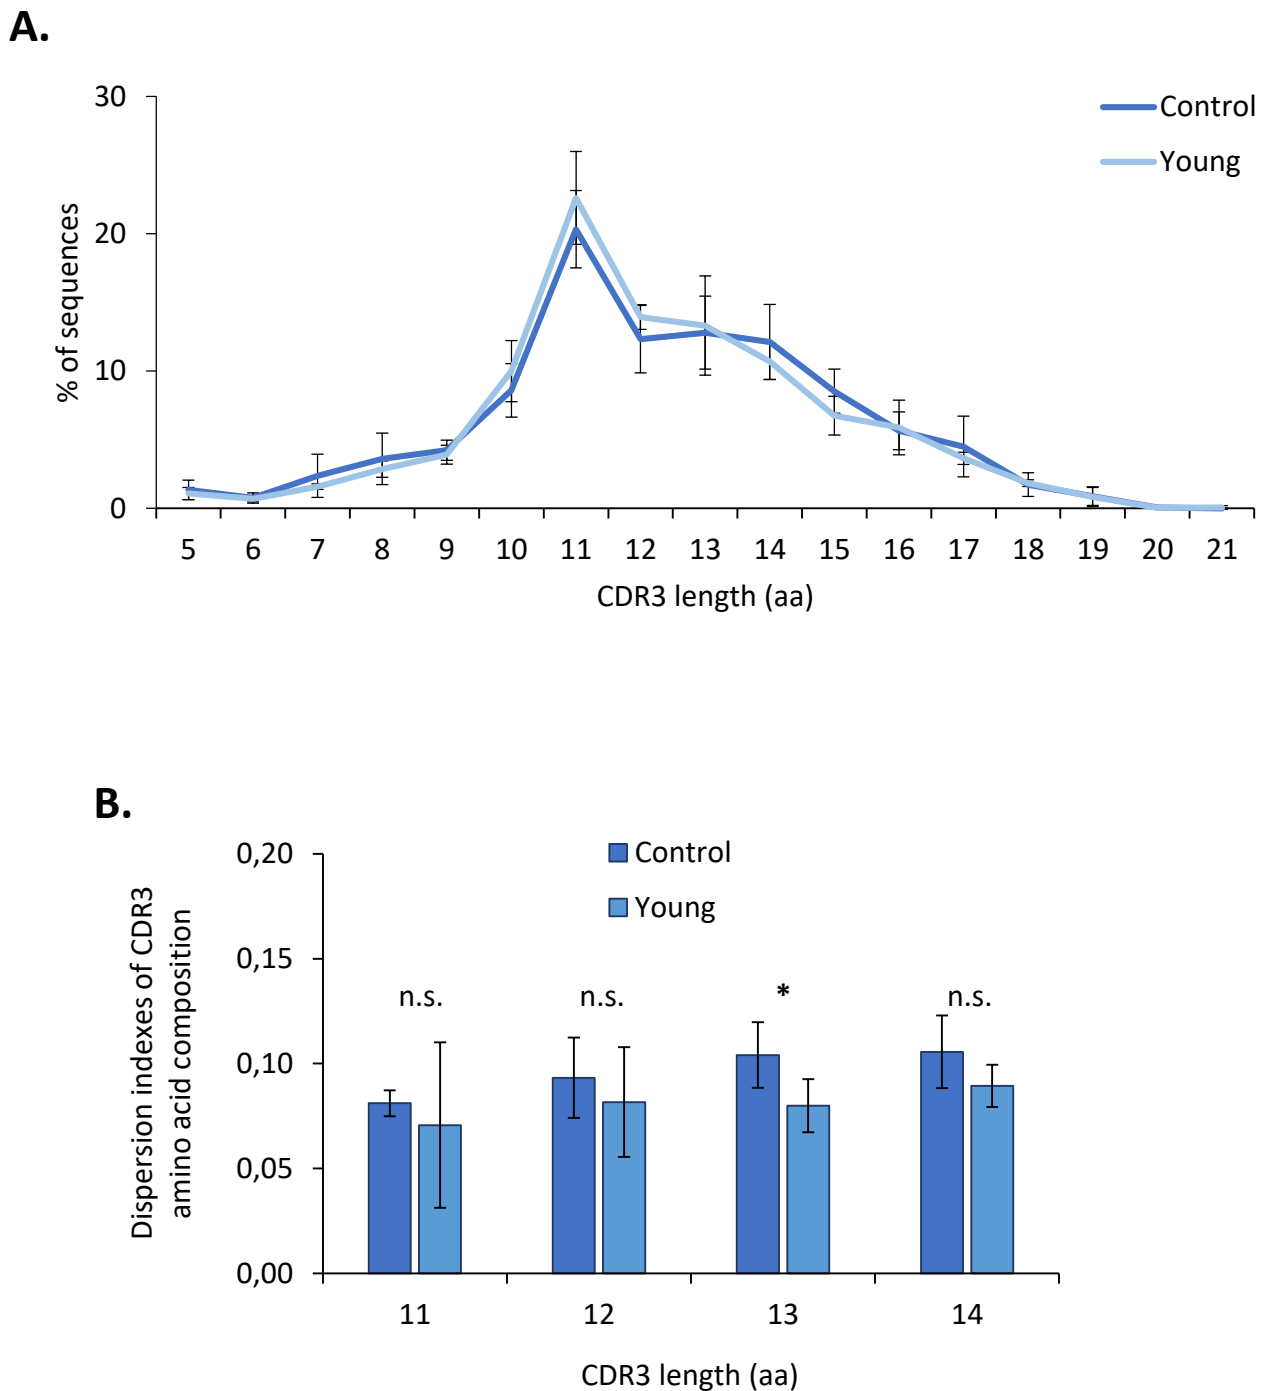 A.
30
20
10
0
% of sequences
Control
Young
5 6 7 8 9 10 11 12 13 14 15 16 17 18 19 20 21
CDR3 length (aa)
B.
Dispersion indexes of CDR3
amino acid composition
0,20
0,15
0,10
0,05
0,00
Control
Young
n.s. n.s. * n.s.
11 12 13 14
CDR3 length (aa)